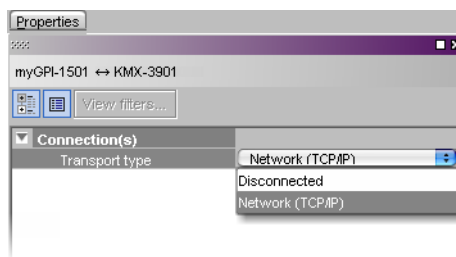 Properties
myGPI-1501 ↔ KMX-3901
View filters...
Connection(s)
Transport type Network (TCP/IP)
Disconnected
Network (TCP/IP)